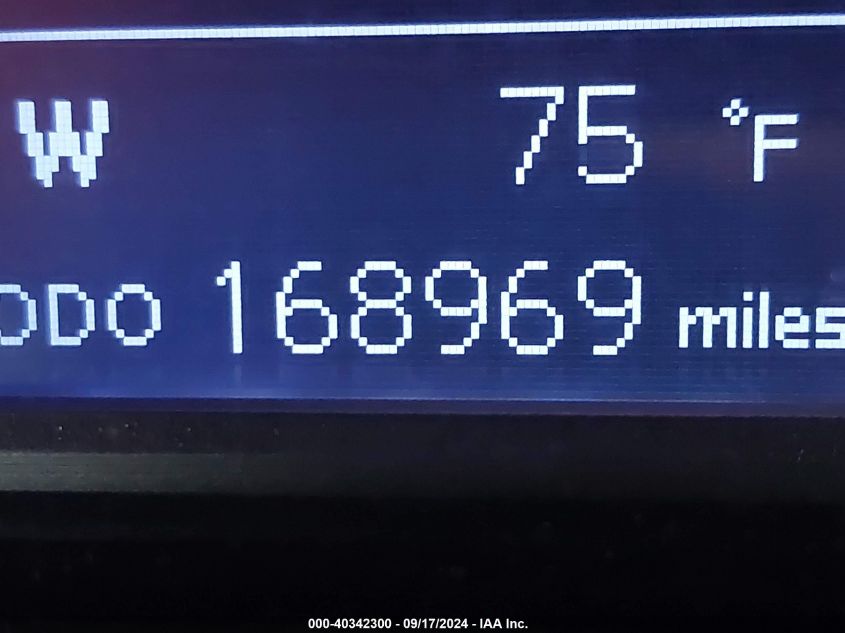 W 75 °F
ODO 168969 miles
000-40342300 - 09/17/2024 - IAA Inc.